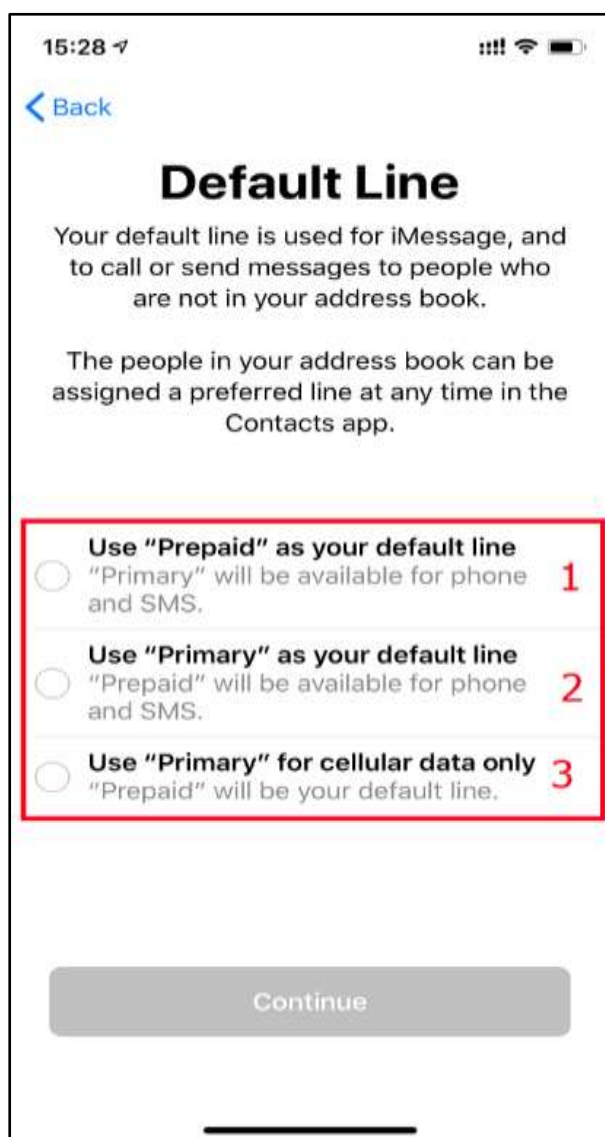 15:28
Back
Default Line
Your default line is used for iMessage, and
to call or send messages to people who
are not in your address book.
The people in your address book can be
assigned a preferred line at any time in the
Contacts app.
Use “Prepaid” as your default line
“Primary” will be available for phone
and SMS.
1
Use “Primary” as your default line
“Prepaid” will be available for phone
and SMS.
2
Use “Primary” for cellular data only
“Prepaid” will be your default line.
3
Continue